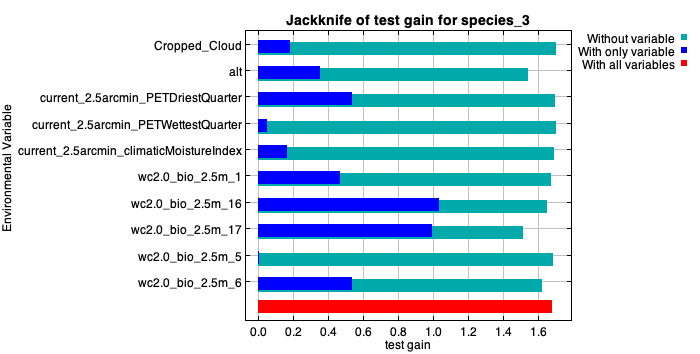 Jackknife of test gain for species_3
Without variable
With only variable
With all variables
Environmental Variable
Cropped_Cloud
alt
current_2.5arcmin_PETDriestQuarter
current_2.5arcmin_PETWettestQuarter
current_2.5arcmin_climaticMoistureIndex
wc2.0_bio_2.5m_1
wc2.0_bio_2.5m_16
wc2.0_bio_2.5m_17
wc2.0_bio_2.5m_5
wc2.0_bio_2.5m_6
0.0 0.2 0.4 0.6 0.8 1.0 1.2 1.4 1.6
test gain